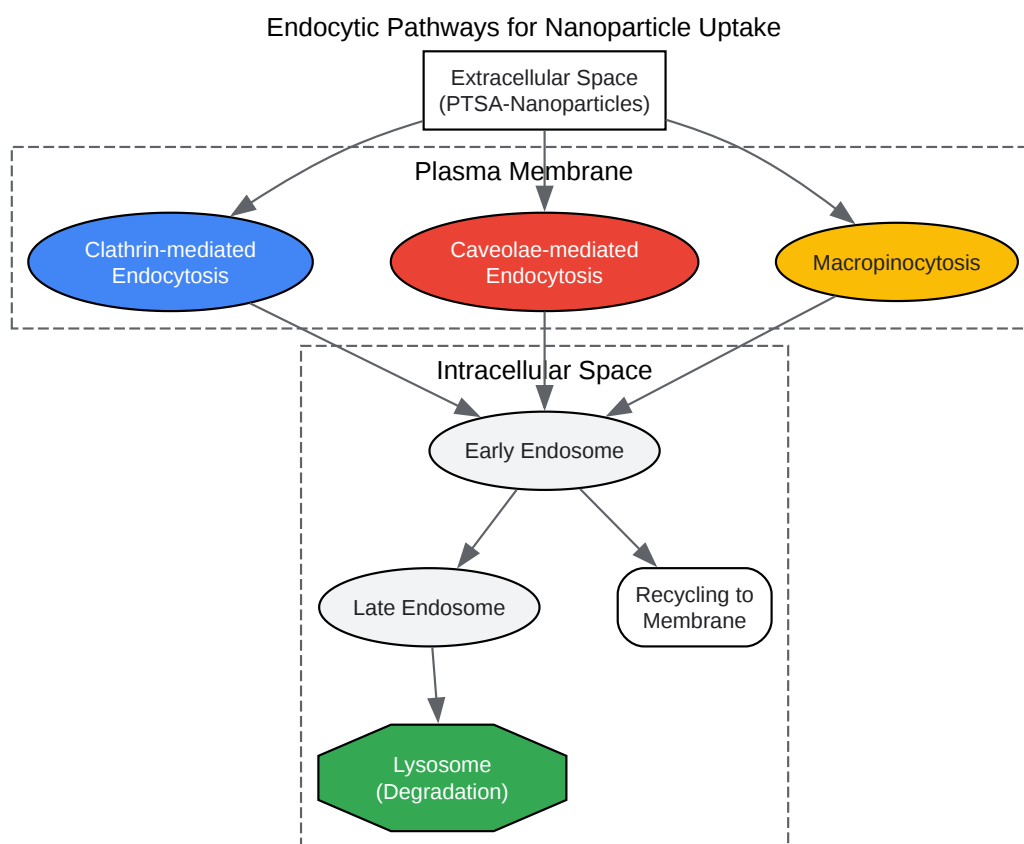 Endocytic Pathways for Nanoparticle Uptake
Extracellular Space
(PTSA-Nanoparticles)
Plasma Membrane
Clathrin-mediated
Endocytosis
Caveolae-mediated
Endocytosis
Macropinocytosis
Intracellular Space
Early Endosome
Late Endosome
Recycling to
Membrane
Lysosome
(Degradation)